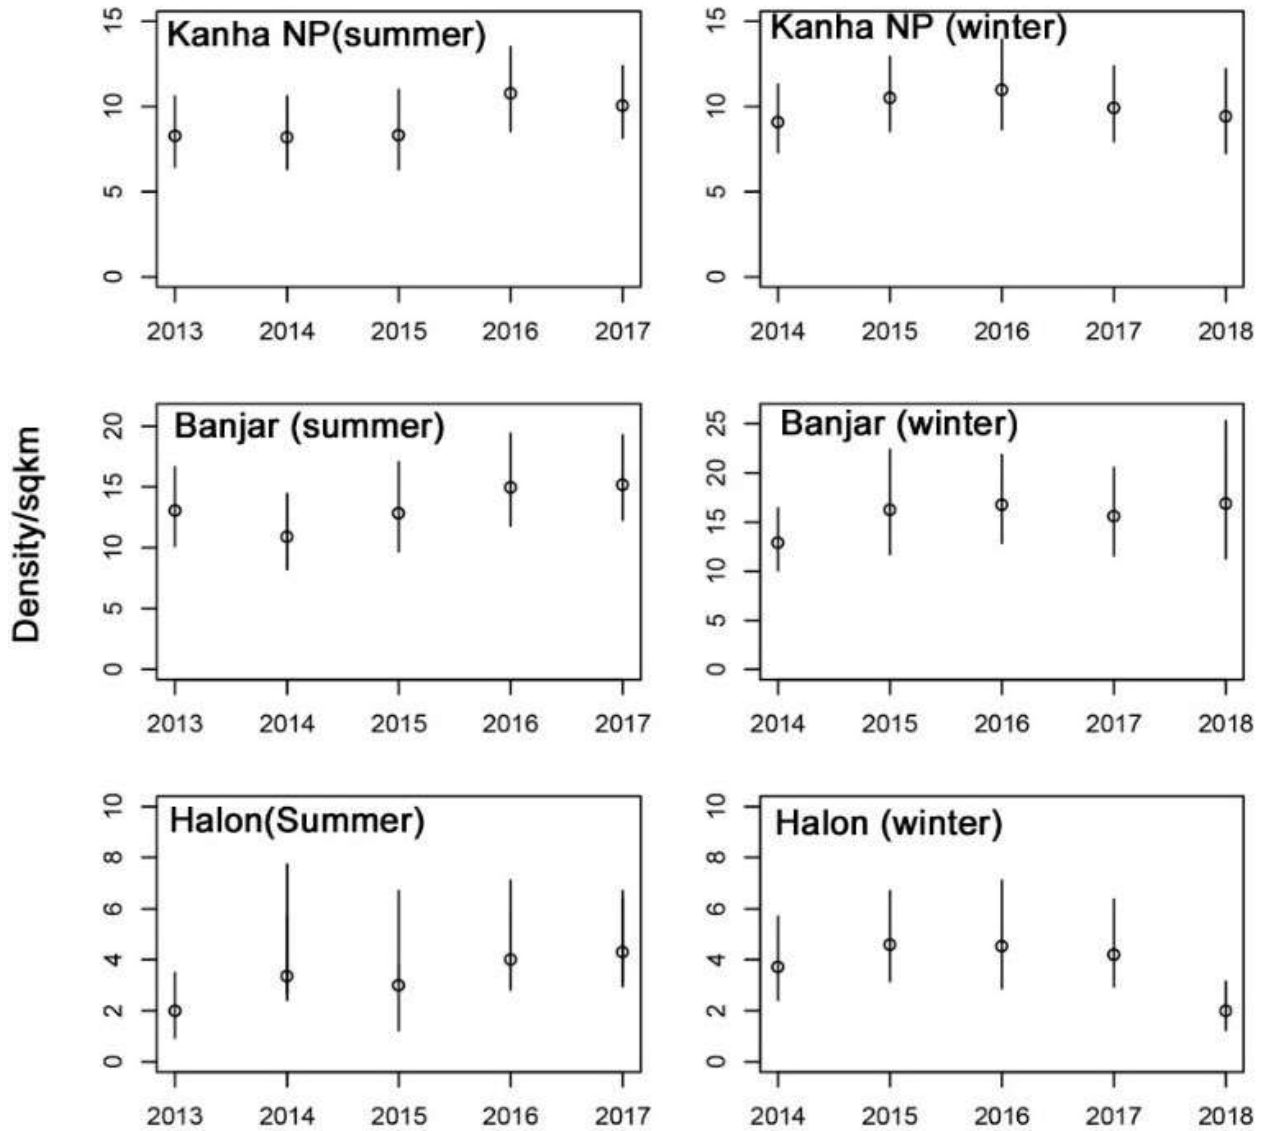 Density/sqkm
Kanha NP(summer)
15
10
5
0
2013 2014 2015 2016 2017
Kanha NP (winter)
15
10
5
0
2014 2015 2016 2017 2018
Banjar (summer)
20
15
10
5
0
2013 2014 2015 2016 2017
Banjar (winter)
25
20
15
10
5
0
2014 2015 2016 2017 2018
Halon(Summer)
10
8
6
4
2
0
2013 2014 2015 2016 2017
Halon (winter)
10
8
6
4
2
0
2014 2015 2016 2017 2018